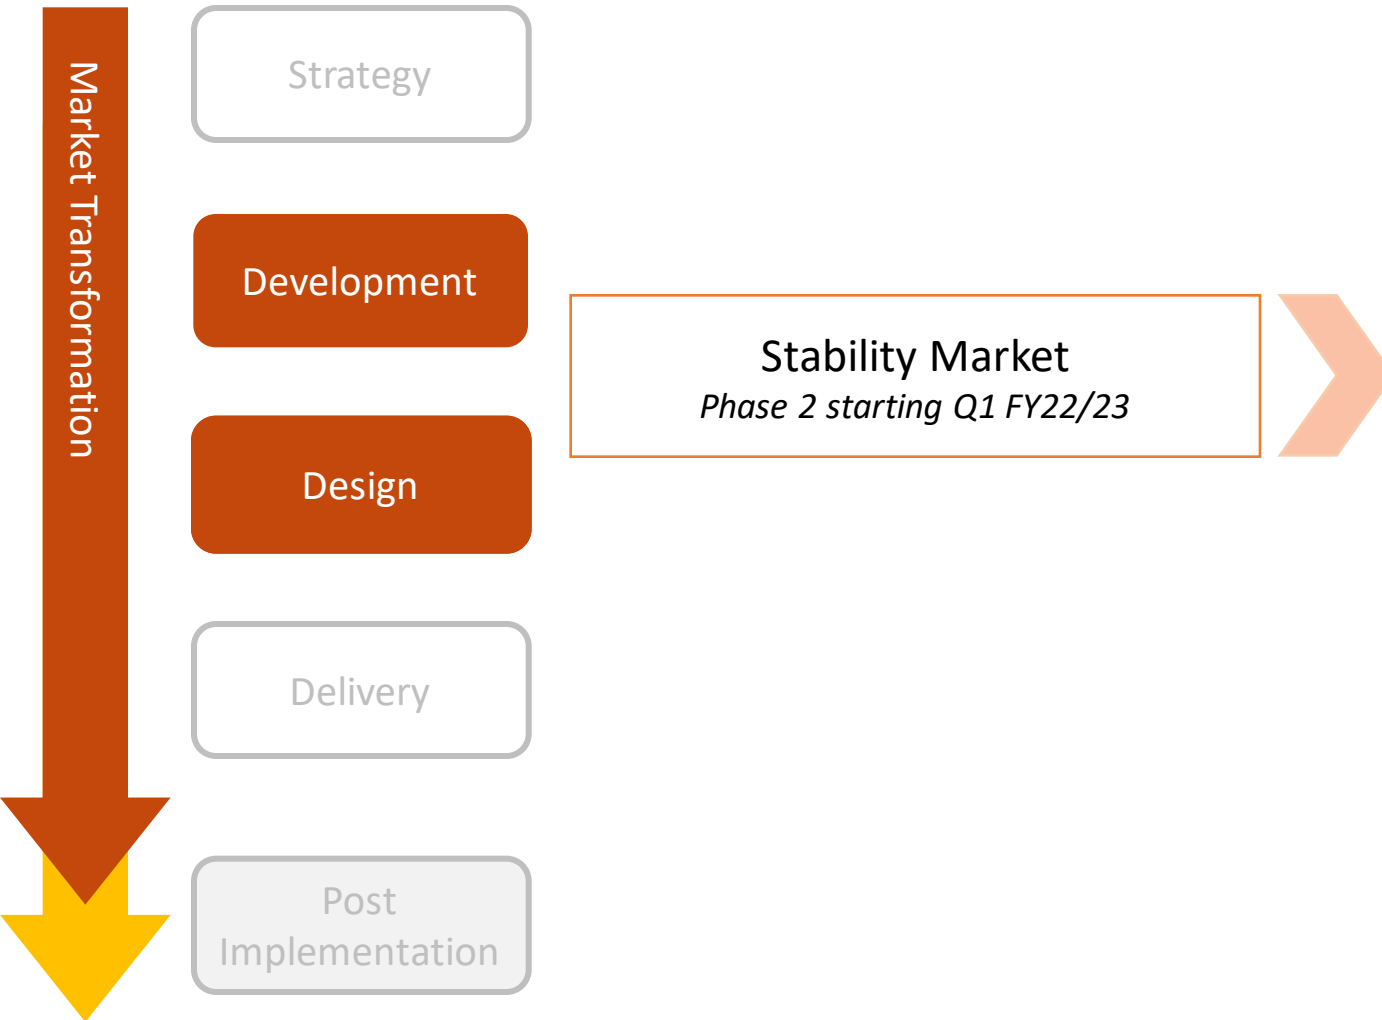 Market Transformation
Strategy
Development
Design
Delivery
Post
Implementation
Stability Market
Phase 2 starting Q1 FY22/23